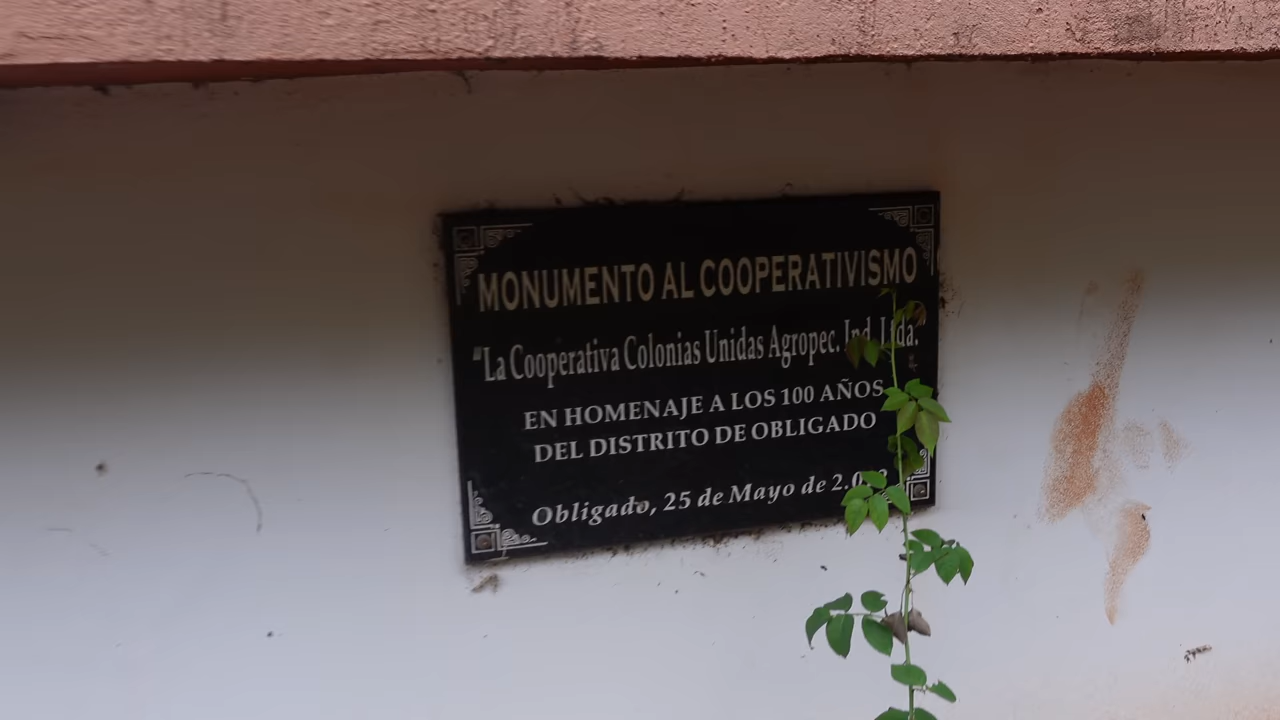 MONUMENTO AL COOPERATIVISMO
"La Cooperativa Colonias Unidas Agropec. Ind. Ltda."
EN HOMENAJE A LOS 100 AÑOS
DEL DISTRITO DE OBLIGADO
Obligado, 25 de Mayo de